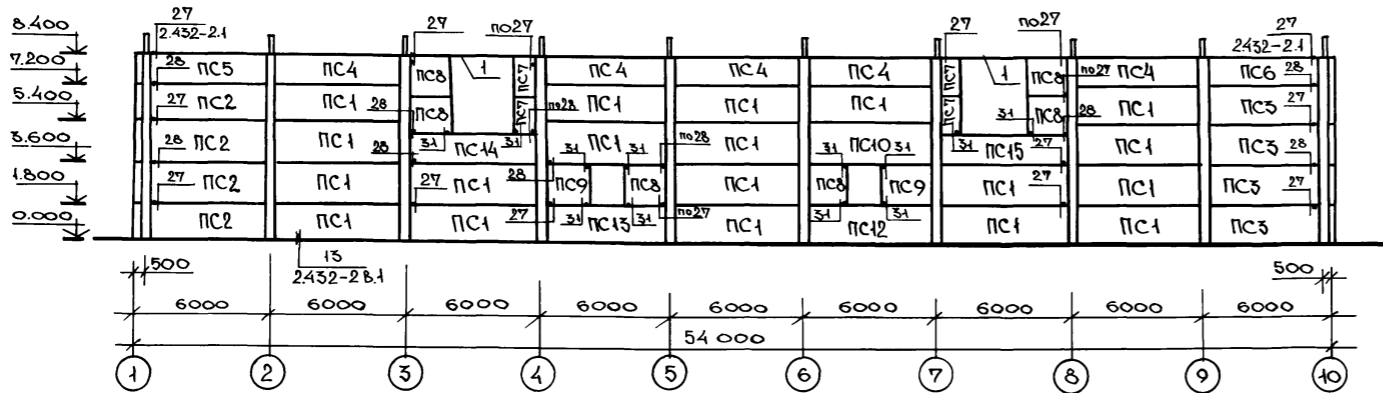 27 27 по27 27 по27 27
8.400 2.432-2.1 2432-2.1
7.200 28 ПС5 ПС4 ПС8 1 ПС7 ПС4 ПС4 ПС4 ПС7 1 ПС8 по27 ПС4 ПС6 28
5.400 27 ПС2 ПС1 28 ПС8 ПС7 по28 ПС1 ПС1 ПС1 ПС7 31 ПС8 28 ПС1 ПС3 27
3.600 28 ПС2 ПС1 28 31 ПС14 31 ПС1 31 31 по28 ПС1 31 ПС10 31 31 ПС15 27 ПС1 ПС3 28
1.800 27 ПС2 ПС1 27 ПС1 28 ПС9 ПС8 ПС1 ПС8 ПС9 ПС1 27 ПС1 ПС3 27
0.000 ПС2 ПС1 ПС1 27 31 ПС13 31 по27 ПС1 31 ПС12 31 ПС1 ПС1 ПС3
13
2.432-2 В.1
500 500
6000 6000 6000 6000 6000 6000 6000 6000 6000
54 000
1 2 3 4 5 6 7 8 9 10